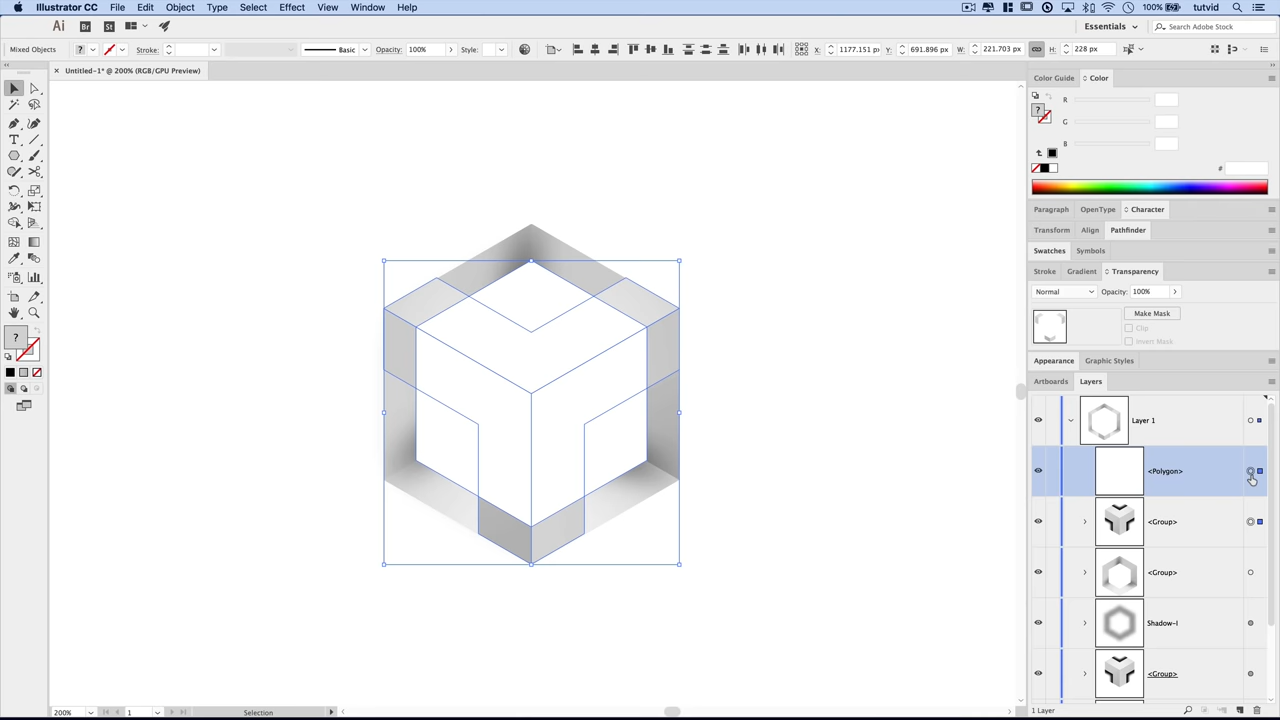 Illustrator CC File Edit Object Type Select Effect View Window Help 100% tutvid
Ai Br St Essentials Search Adobe Stock
Mixed Objects ? Stroke: Basic Opacity: 100% Style: X: 1177.151 px Y: 691.896 px W: 221.703 px H: 228 px
× Untitled-1* @ 200% (RGB/GPU Preview)
Color Guide Color
R
G
B
#
Paragraph OpenType Character
Transform Align Pathfinder
Swatches Symbols
Stroke Gradient Transparency
Normal Opacity: 100%
Make Mask
Clip
Invert Mask
Appearance Graphic Styles
Artboards Layers
Layer 1
<Polygon>
<Group>
<Group>
Shadow-I
<Group>
1 Layer
200% 1 Selection